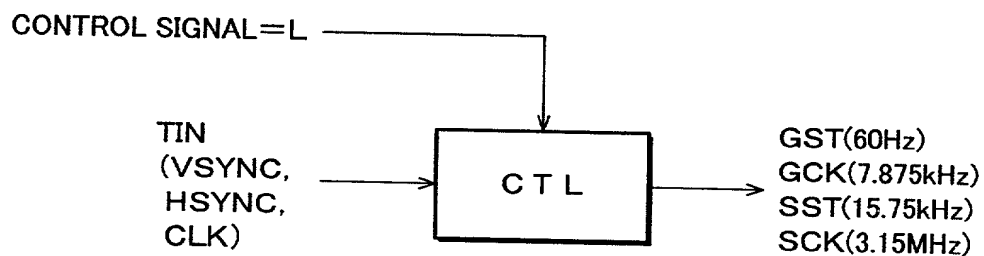 CONTROL SIGNAL=L
TIN
(VSYNC,
HSYNC,
CLK)
CTL
GST(60Hz)
GCK(7.875kHz)
SST(15.75kHz)
SCK(3.15MHz)